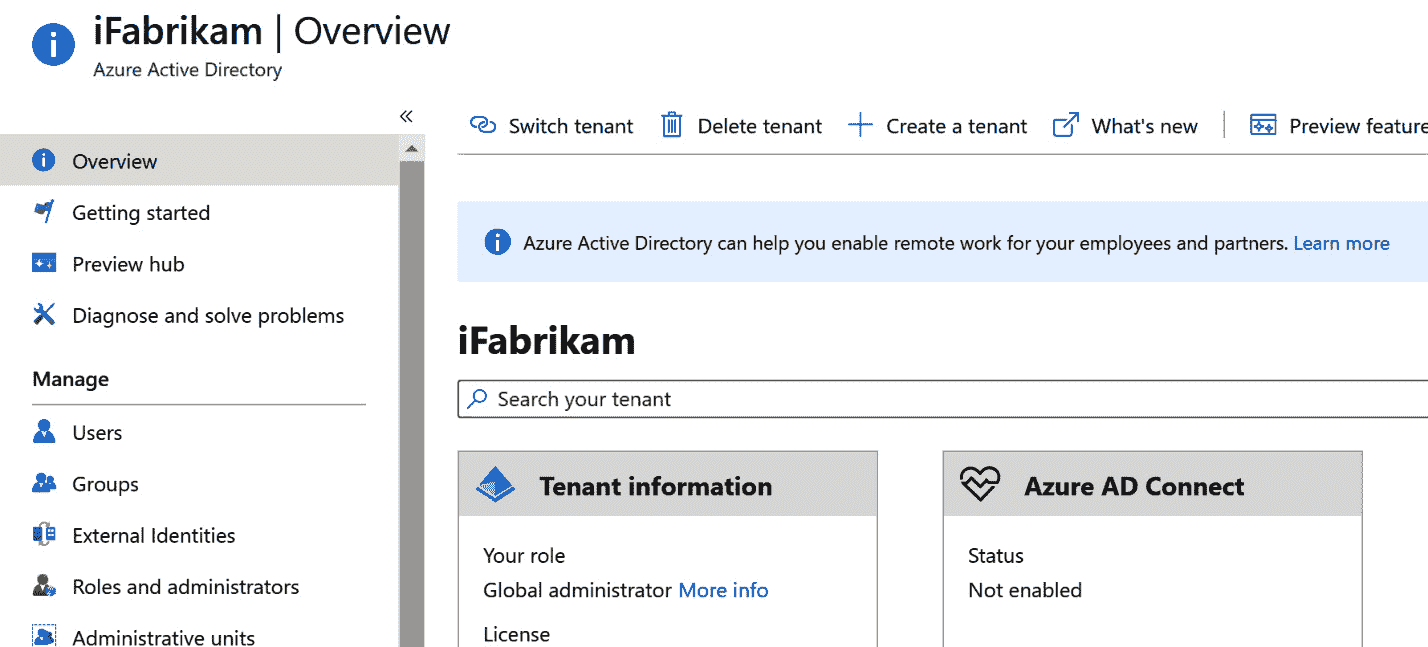 iFabrikam | Overview
Azure Active Directory
«
Overview
Getting started
Preview hub
Diagnose and solve problems
Manage
Users
Groups
External Identities
Roles and administrators
Administrative units
Switch tenant
Delete tenant
Create a tenant
What's new
Preview feature
Azure Active Directory can help you enable remote work for your employees and partners. Learn more
iFabrikam
Search your tenant
Tenant information
Your role
Global administrator More info
License
Azure AD Connect
Status
Not enabled